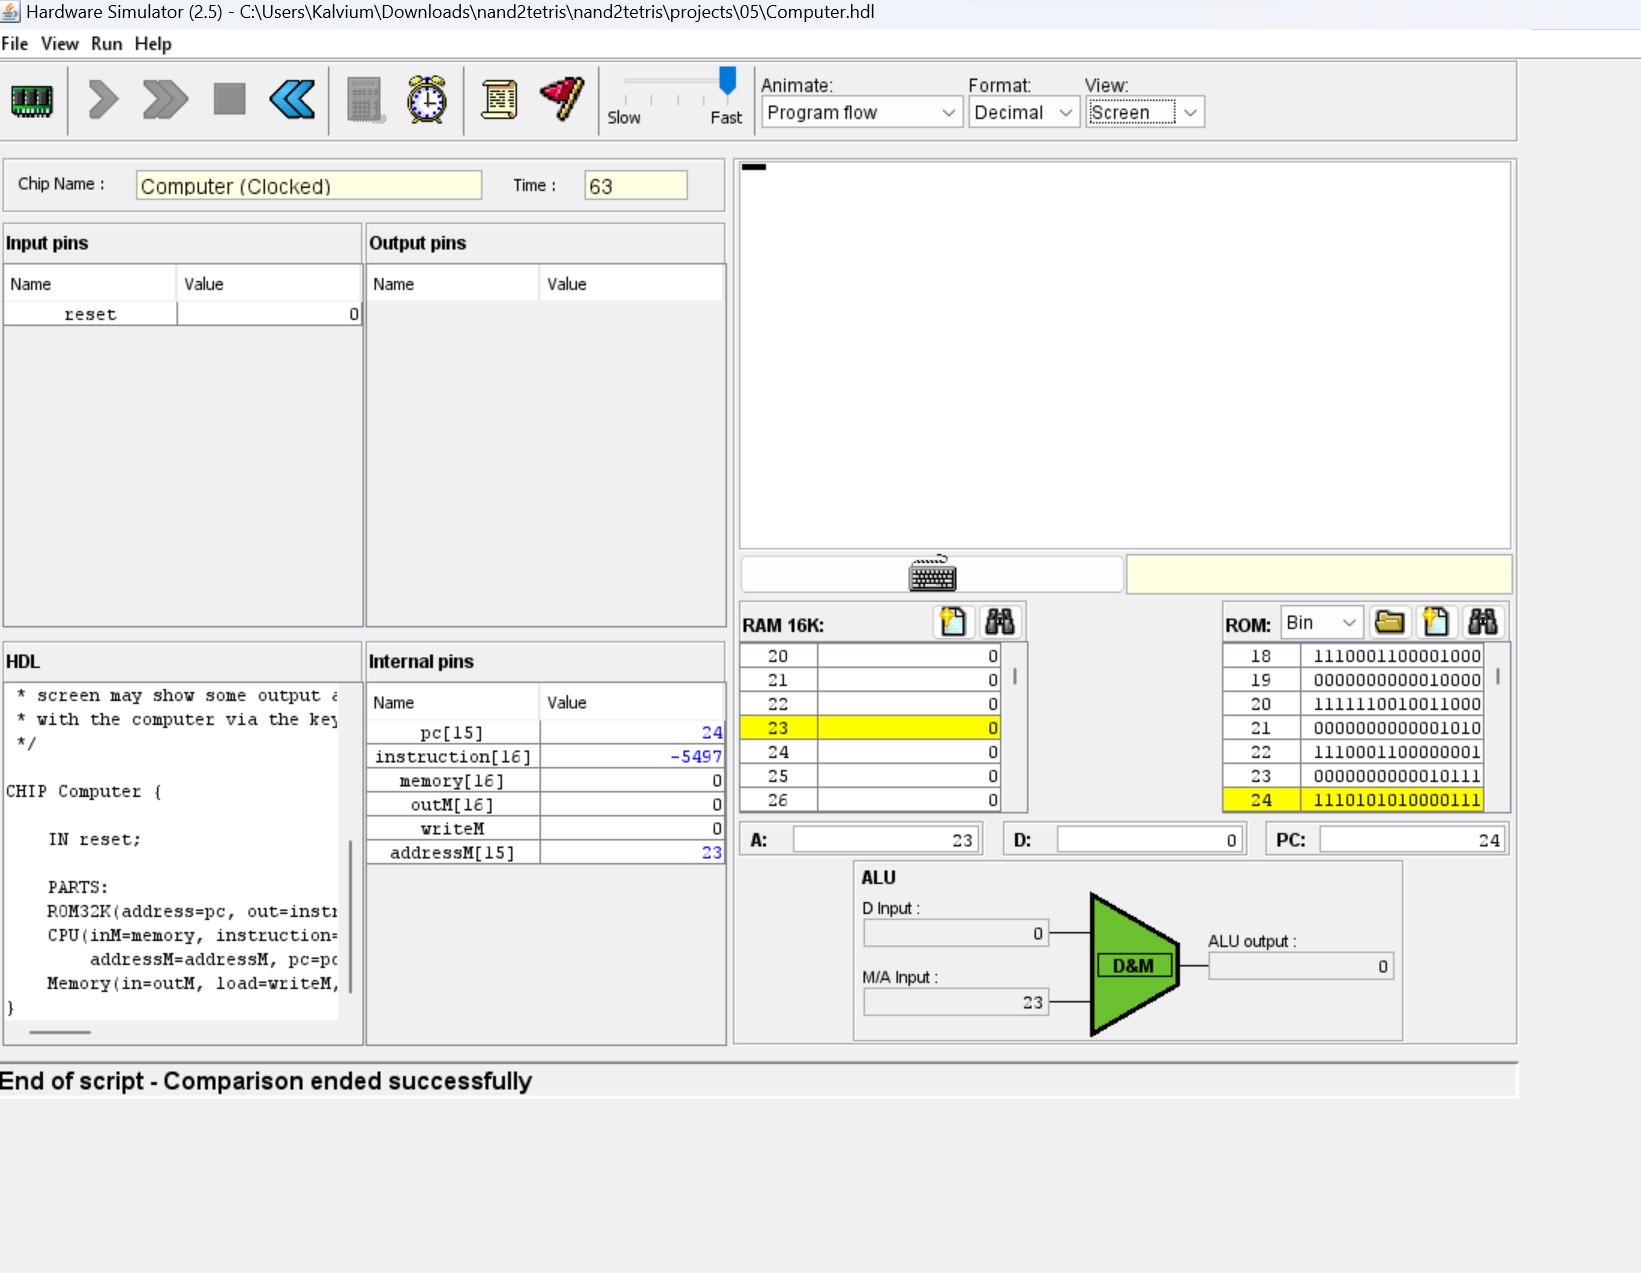 Hardware Simulator (2.5) - C:\Users\Kalvium\Downloads\nand2tetris\nand2tetris\projects\05\Computer.hdl
File View Run Help
Animate: Format: View:
Slow Fast Program flow Decimal Screen
Chip Name : Computer (Clocked) Time : 63
Input pins
Name Value
reset 0
Output pins
Name Value
HDL
* screen may show some output a
* with the computer via the key
*/
CHIP Computer {
IN reset;
PARTS:
ROM32K(address=pc, out=instr
CPU(inM=memory, instruction=
addressM=addressM, pc=pc
Memory(in=outM, load=writeM,
}
Internal pins
Name Value
pc[15] 24
instruction[16] -5497
memory[16] 0
outM[16] 0
writeM 0
addressM[15] 23
RAM 16K:
20 0
21 0
22 0
23 0
24 0
25 0
26 0
ROM: Bin
18 1110001100001000
19 0000000000010000
20 1111110010011000
21 0000000000001010
22 1110001100000001
23 0000000000010111
24 1110101010000111
A: 23 D: 0 PC: 24
ALU
D Input :
0
M/A Input :
23
D&M
ALU output :
0
End of script - Comparison ended successfully